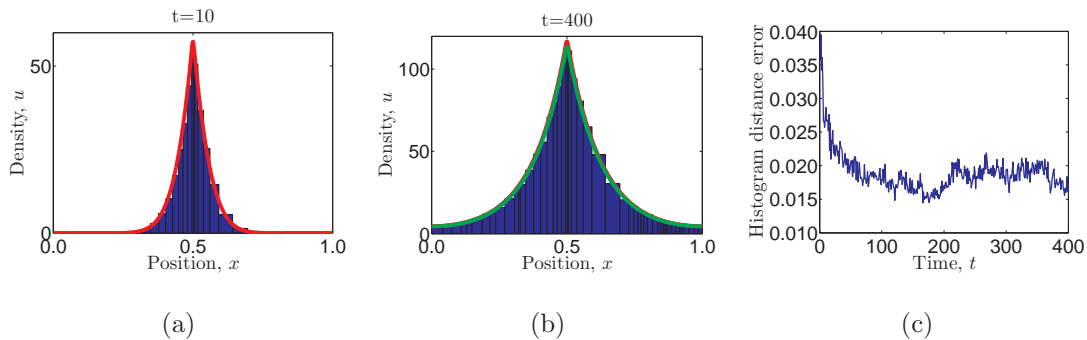 t=10
50
0
0.0 0.5 1.0
Density, u
Position, x
(a)
t=400
100
50
0
0.0 0.5 1.0
Density, u
Position, x
(b)
0.040
0.035
0.030
0.025
0.020
0.015
0.010
0 100 200 300 400
Histogram distance error
Time, t
(c)